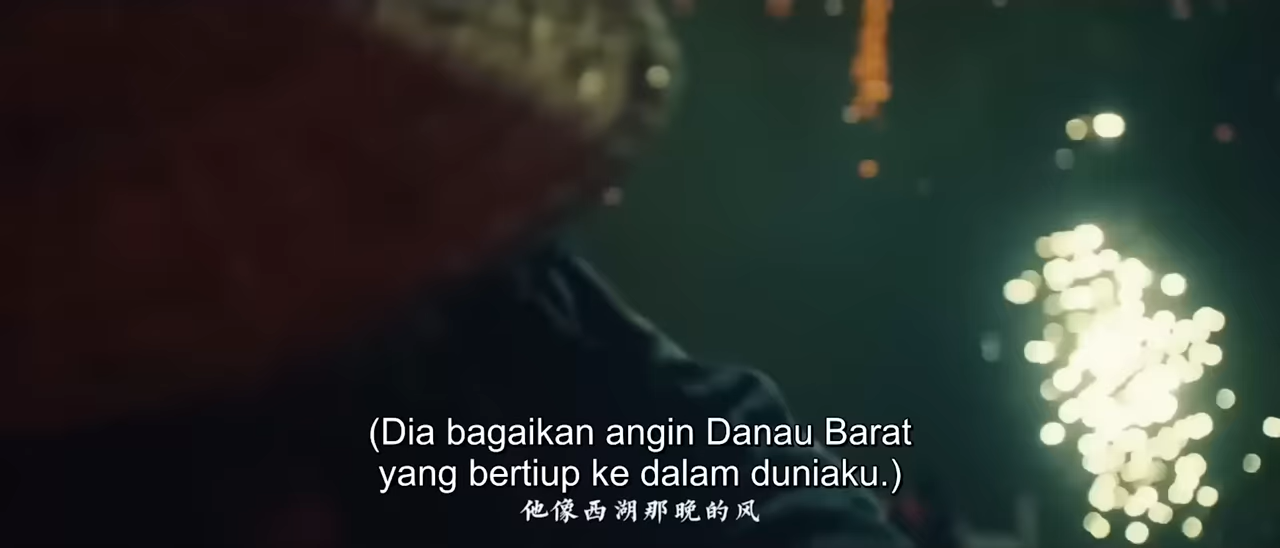 (Dia bagaikan angin Danau Barat
yang bertiup ke dalam duniaku.)
他像西湖那晚的风